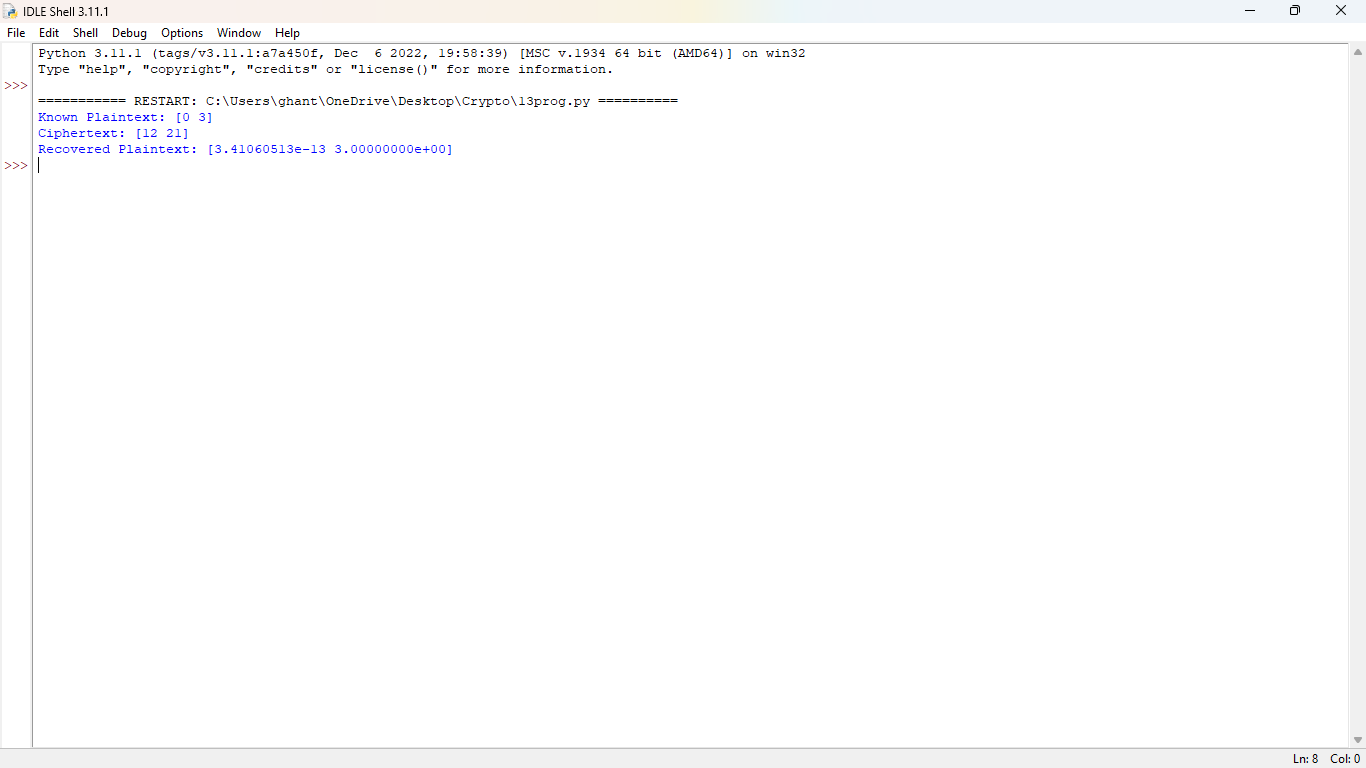 IDLE Shell 3.11.1
File Edit Shell Debug Options Window Help
Python 3.11.1 (tags/v3.11.1:a7a450f, Dec  6 2022, 19:58:39) [MSC v.1934 64 bit (AMD64)] on win32
Type "help", "copyright", "credits" or "license()" for more information.
>>>
=========== RESTART: C:\Users\ghant\OneDrive\Desktop\Crypto\13prog.py ==========
Known Plaintext: [0 3]
Ciphertext: [12 21]
Recovered Plaintext: [3.41060513e-13 3.00000000e+00]
>>>
Ln: 8 Col: 0